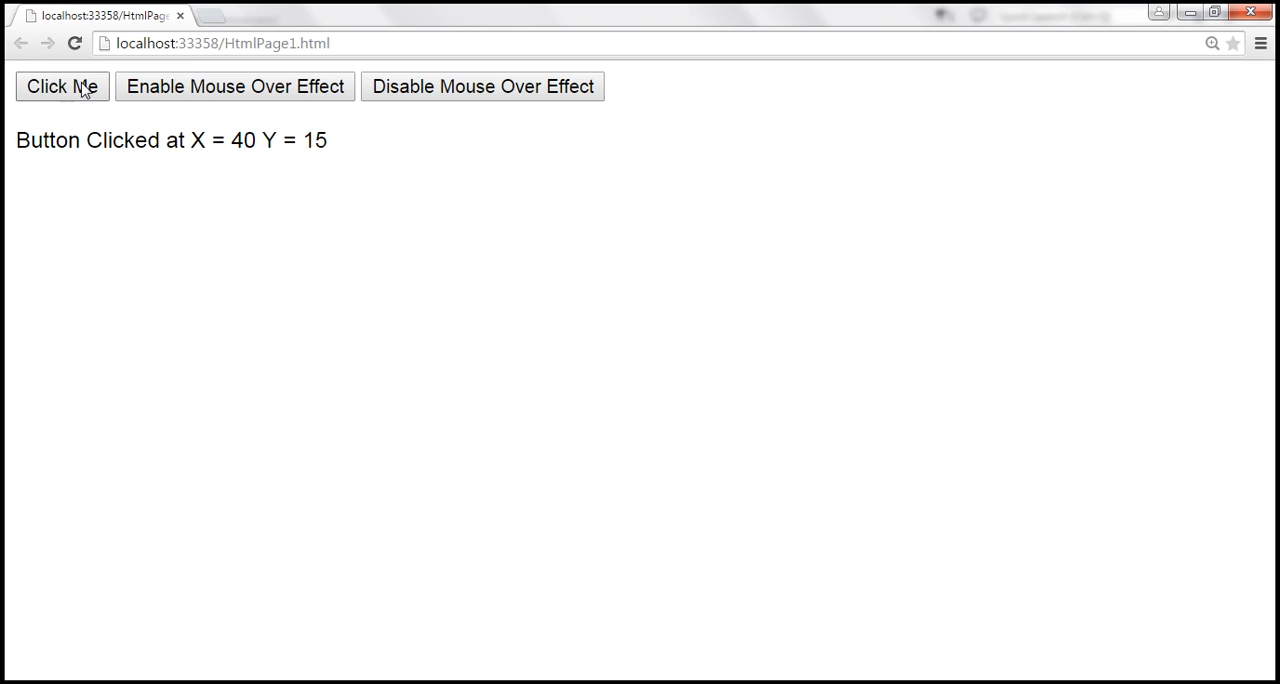 localhost:33358/HtmlPage
localhost:33358/HtmlPage1.html
Click Me Enable Mouse Over Effect Disable Mouse Over Effect
Button Clicked at X = 40 Y = 15